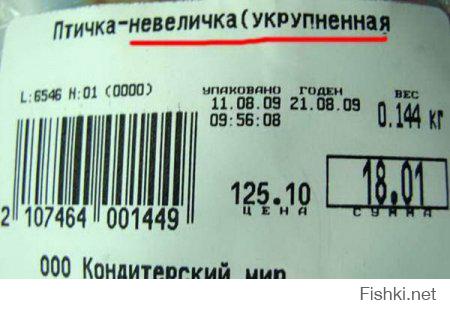 Птичка-невеличка(укрупненная
L:6546 N:01 (0000)
УПАКОВАНО ГОДЕН ВЕС
11.08.09 21.08.09 0.144 кг
09:56:08
125.10 18.01
ЦЕНА СУММА
2 107464 001449
ООО Кондитерский мир
Fishki.net